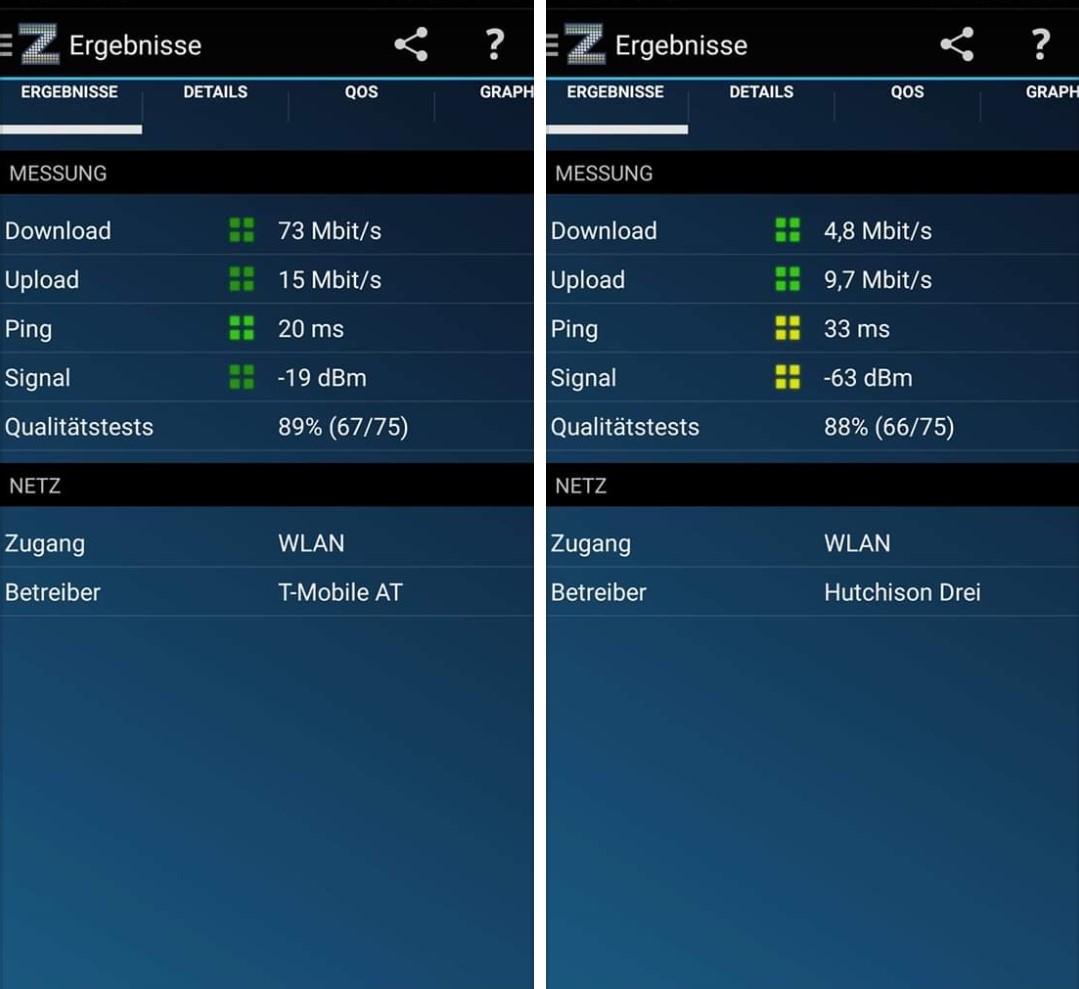 Z Ergebnisse ?
ERGEBNISSE DETAILS QOS GRAPH
MESSUNG
Download 73 Mbit/s
Upload 15 Mbit/s
Ping 20 ms
Signal -19 dBm
Qualitätstests 89% (67/75)
NETZ
Zugang WLAN
Betreiber T-Mobile AT
Z Ergebnisse ?
ERGEBNISSE DETAILS QOS GRAPH
MESSUNG
Download 4,8 Mbit/s
Upload 9,7 Mbit/s
Ping 33 ms
Signal -63 dBm
Qualitätstests 88% (66/75)
NETZ
Zugang WLAN
Betreiber Hutchison Drei